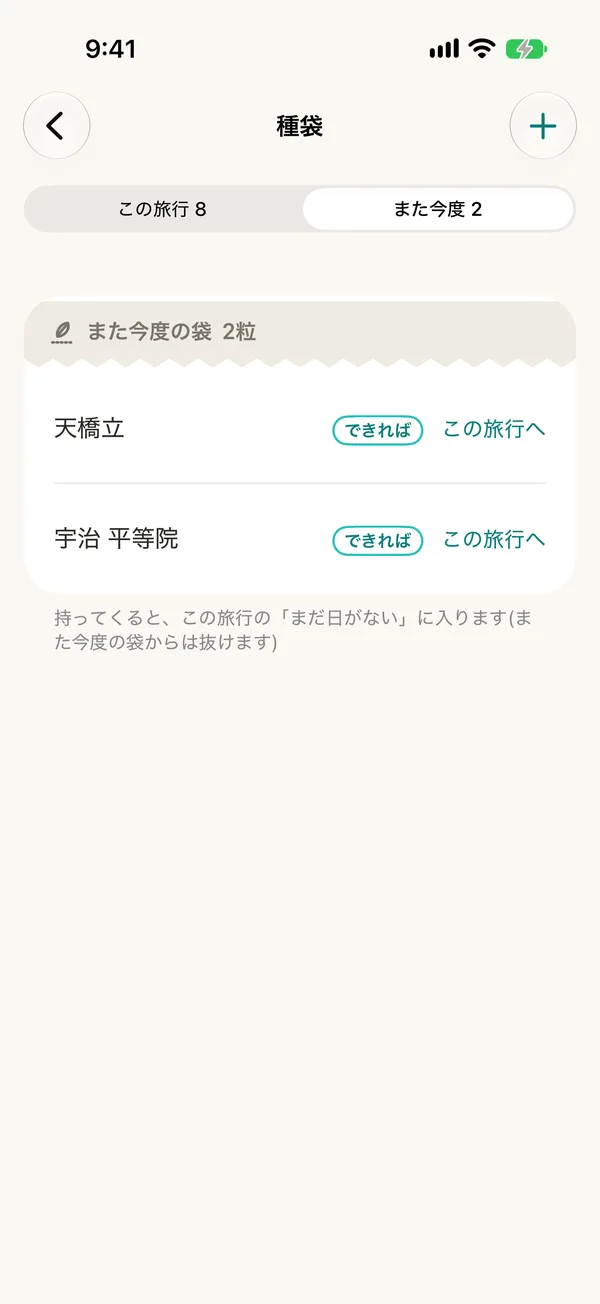 9:41
種袋
この旅行 8
また今度 2
また今度の袋 2粒
天橋立
できれば
この旅行へ
宇治 平等院
できれば
この旅行へ
持ってくると、この旅行の「まだ日がない」に入ります(ま
た今度の袋からは抜けます)